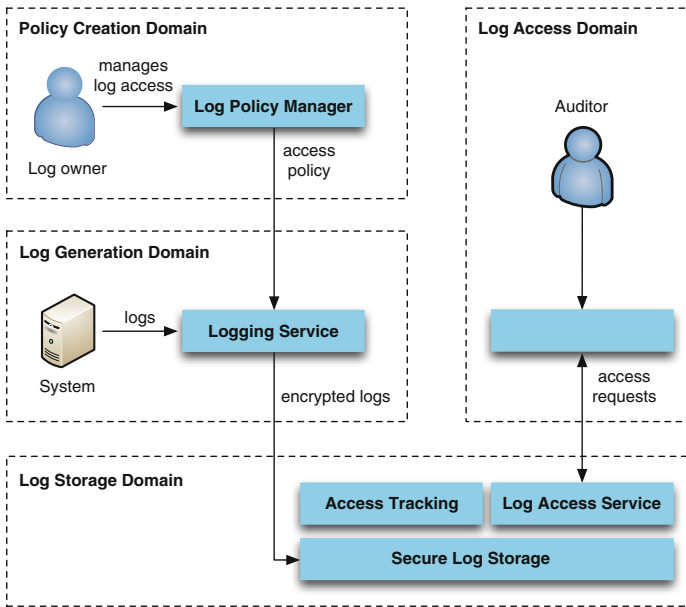 Policy Creation Domain
manages
log access
Log Policy Manager
Log owner
access
policy
Log Access Domain
Auditor
access
requests
Log Generation Domain
logs
Logging Service
System
encrypted logs
Log Storage Domain
Access Tracking
Log Access Service
Secure Log Storage